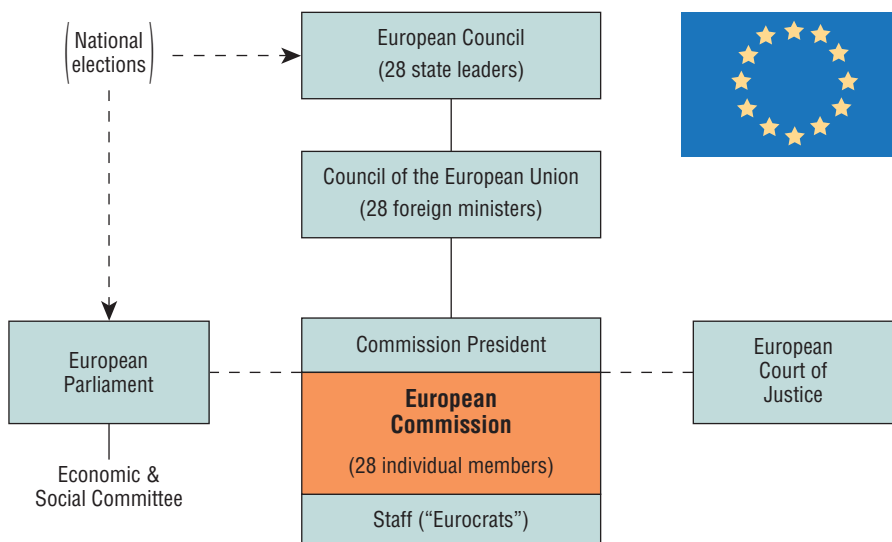 (National
elections)
European Council
(28 state leaders)
Council of the European Union
(28 foreign ministers)
European
Parliament
Economic &
Social Committee
Commission President
European
Commission
(28 individual members)
Staff (“Eurocrats”)
European
Court of
Justice